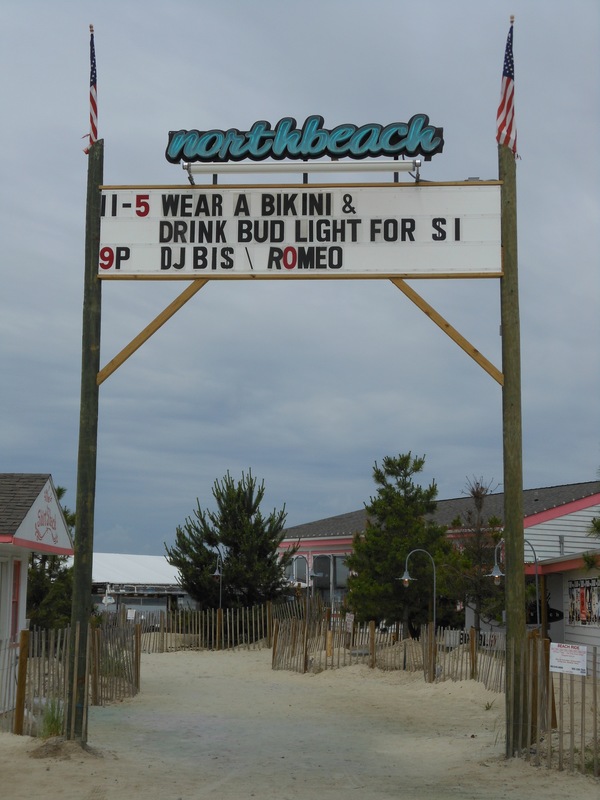 northbeach
11-5 WEAR A BIKINI &
DRINK BUD LIGHT FOR $1
9P DJ BIS \ ROMEO